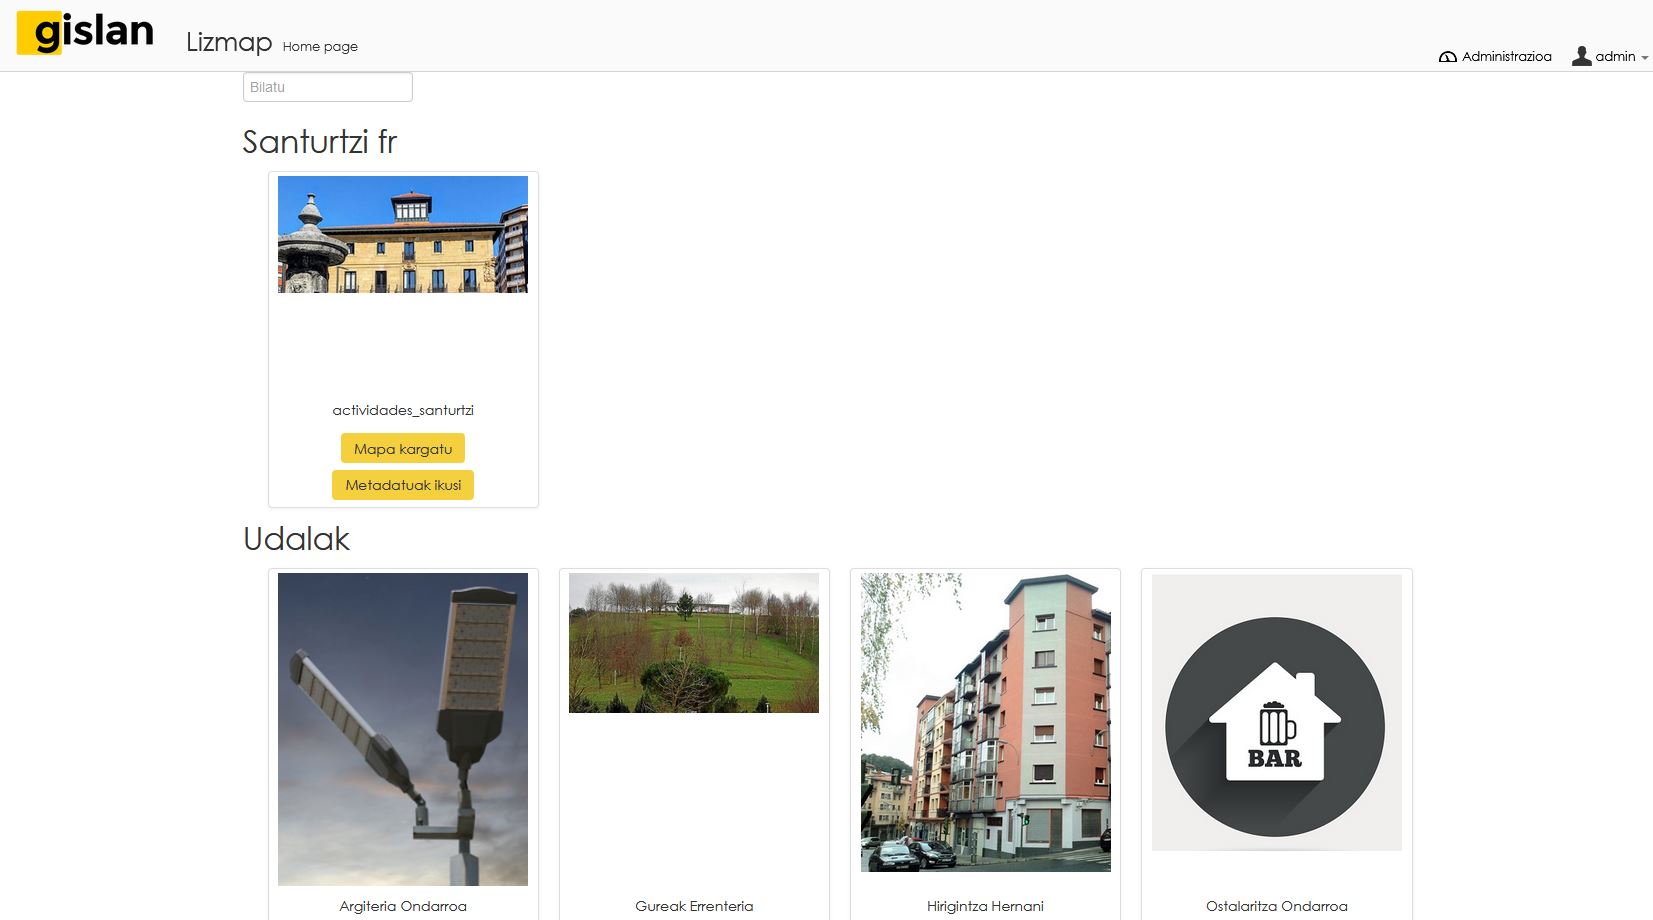 gislan
Lizmap Home page
Administrazioa admin
Bilatu
Santurtzi fr
actividades_santurtzi
Mapa kargatu
Metadatuak ikusi
Udalak
BAR
Argiteria Ondarroa
Gureak Errenteria
Hirigintza Hernani
Ostalaritza Ondarroa